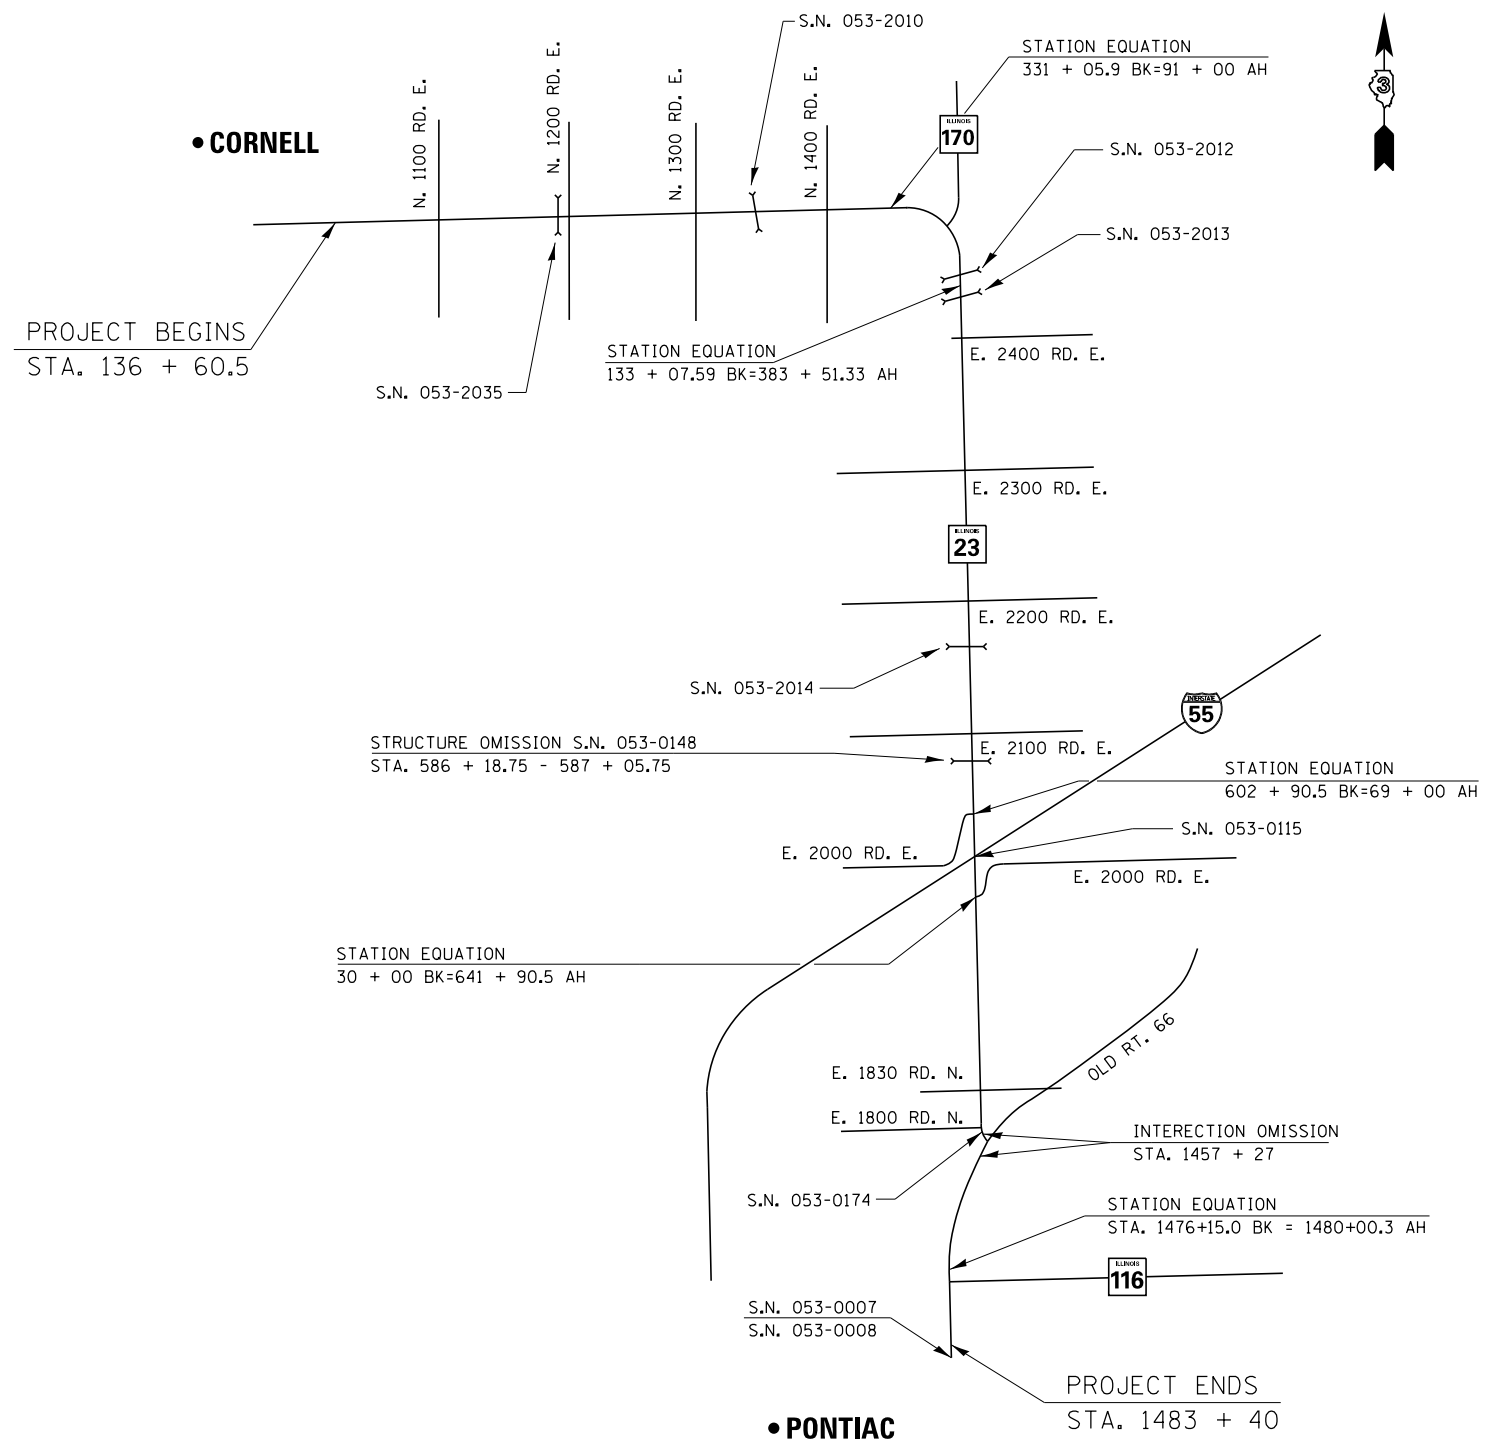 S.N. 053-2010
STATION EQUATION
331 + 05.9 BK=91 + 00 AH
N. 1100 RD. E.
N. 1200 RD. E.
N. 1300 RD. E.
N. 1400 RD. E.
3
• CORNELL
ILLINOIS
170
S.N. 053-2012
S.N. 053-2013
PROJECT BEGINS
STA. 136 + 60.5
STATION EQUATION
133 + 07.59 BK=383 + 51.33 AH
E. 2400 RD. E.
S.N. 053-2035
E. 2300 RD. E.
ILLINOIS
23
E. 2200 RD. E.
S.N. 053-2014
INTERSTATE
55
STRUCTURE OMISSION S.N. 053-0148
STA. 586 + 18.75 - 587 + 05.75
E. 2100 RD. E.
STATION EQUATION
602 + 90.5 BK=69 + 00 AH
S.N. 053-0115
E. 2000 RD. E.
E. 2000 RD. E.
STATION EQUATION
30 + 00 BK=641 + 90.5 AH
OLD RT. 66
E. 1830 RD. N.
E. 1800 RD. N.
INTERECTION OMISSION
STA. 1457 + 27
S.N. 053-0174
STATION EQUATION
STA. 1476+15.0 BK = 1480+00.3 AH
ILLINOIS
116
S.N. 053-0007
S.N. 053-0008
PROJECT ENDS
STA. 1483 + 40
• PONTIAC